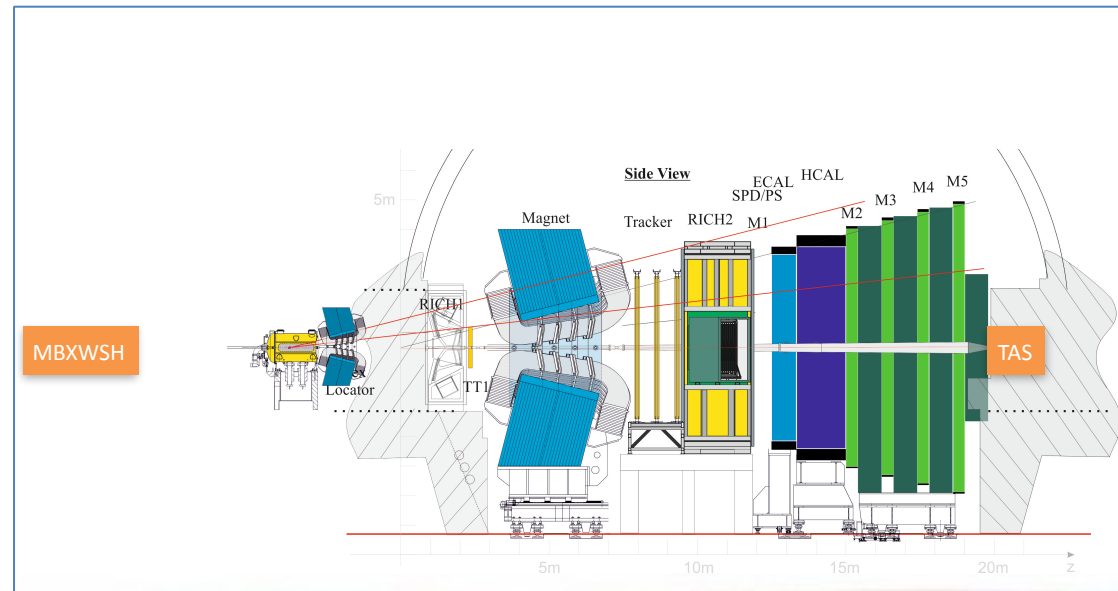 Side View
ECAL
HCAL
SPD/PS
M1
M2
M3
M4
M5
5m
Magnet
Tracker
RICH2
RICH1
MBXWSH
TAS
TT1
Locator
5m
10m
15m
20m
z